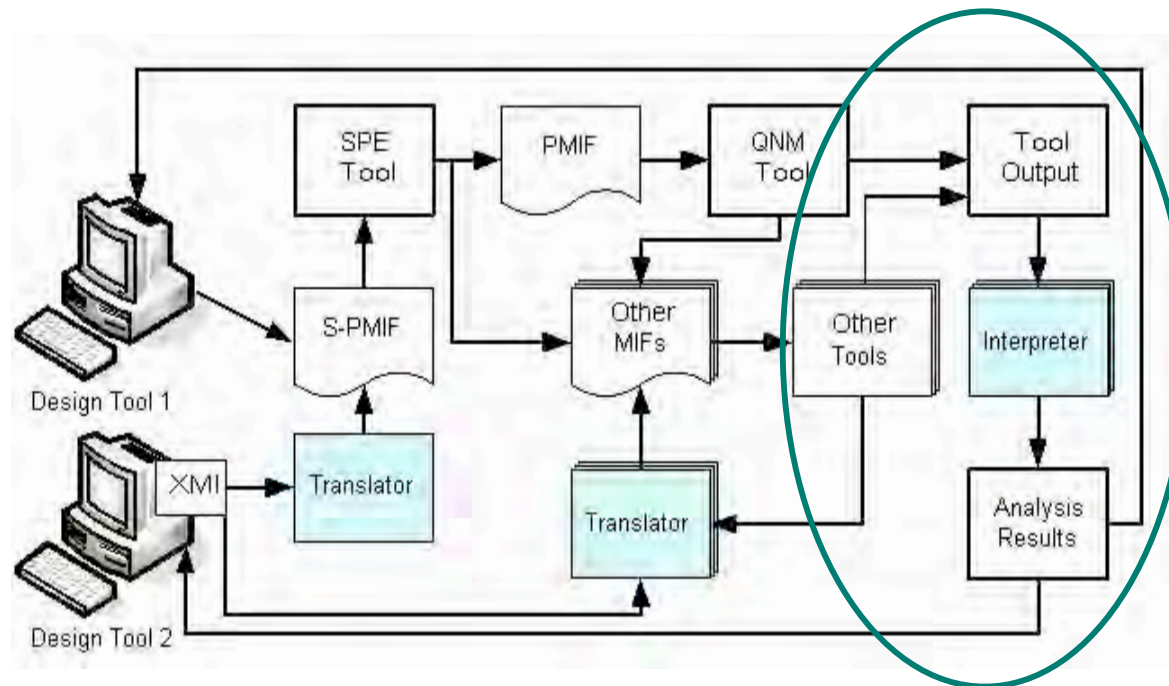 SPE
Tool
PMIF
QNM
Tool
Tool
Output
S-PMIF
Other
MIFs
Other
Tools
Interpreter
Design Tool 1
XMI
Translator
Translator
Analysis
Results
Design Tool 2